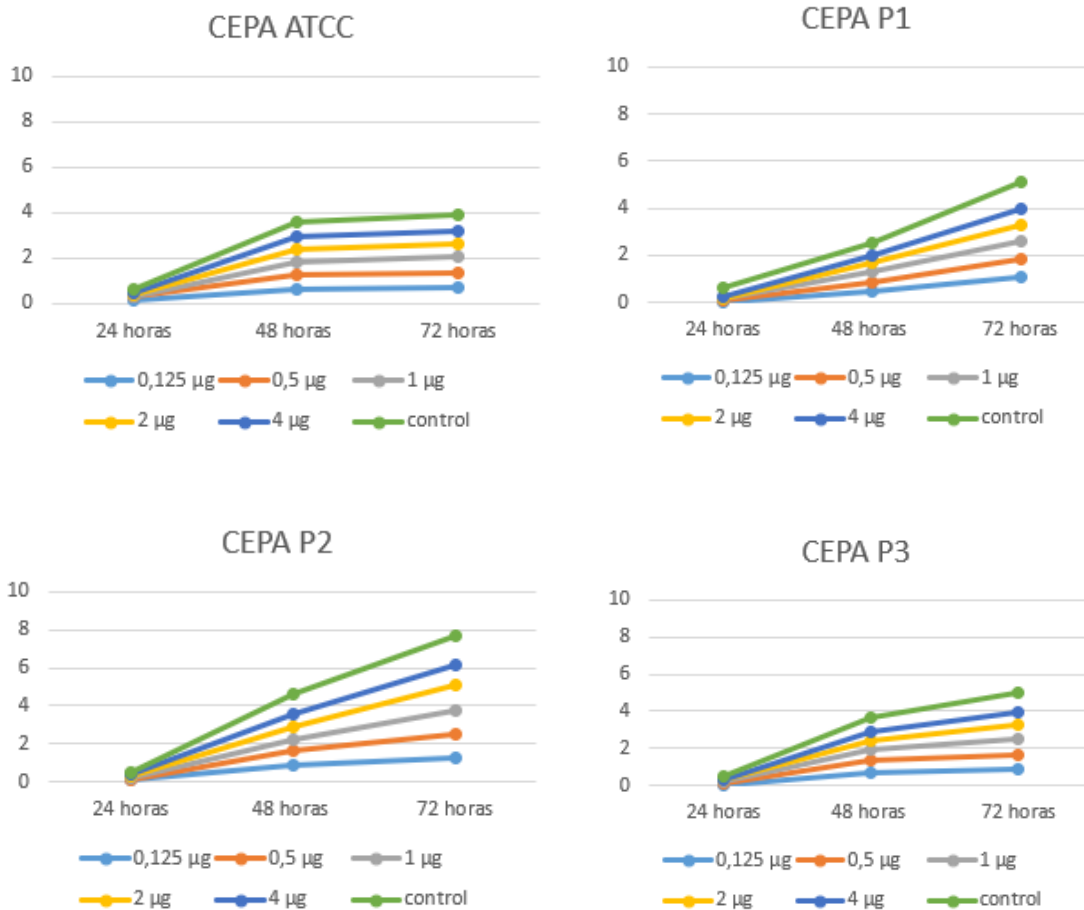 CEPA ATCC
10
8
6
4
2
0
24 horas 48 horas 72 horas
0,125 µg 0,5 µg 1 µg
2 µg 4 µg control
CEPA P1
10
8
6
4
2
0
24 horas 48 horas 72 horas
0,125 µg 0,5 µg 1 µg
2 µg 4 µg control
CEPA P2
10
8
6
4
2
0
24 horas 48 horas 72 horas
0,125 µg 0,5 µg 1 µg
2 µg 4 µg control
CEPA P3
10
8
6
4
2
0
24 horas 48 horas 72 horas
0,125 µg 0,5 µg 1 µg
2 µg 4 µg control